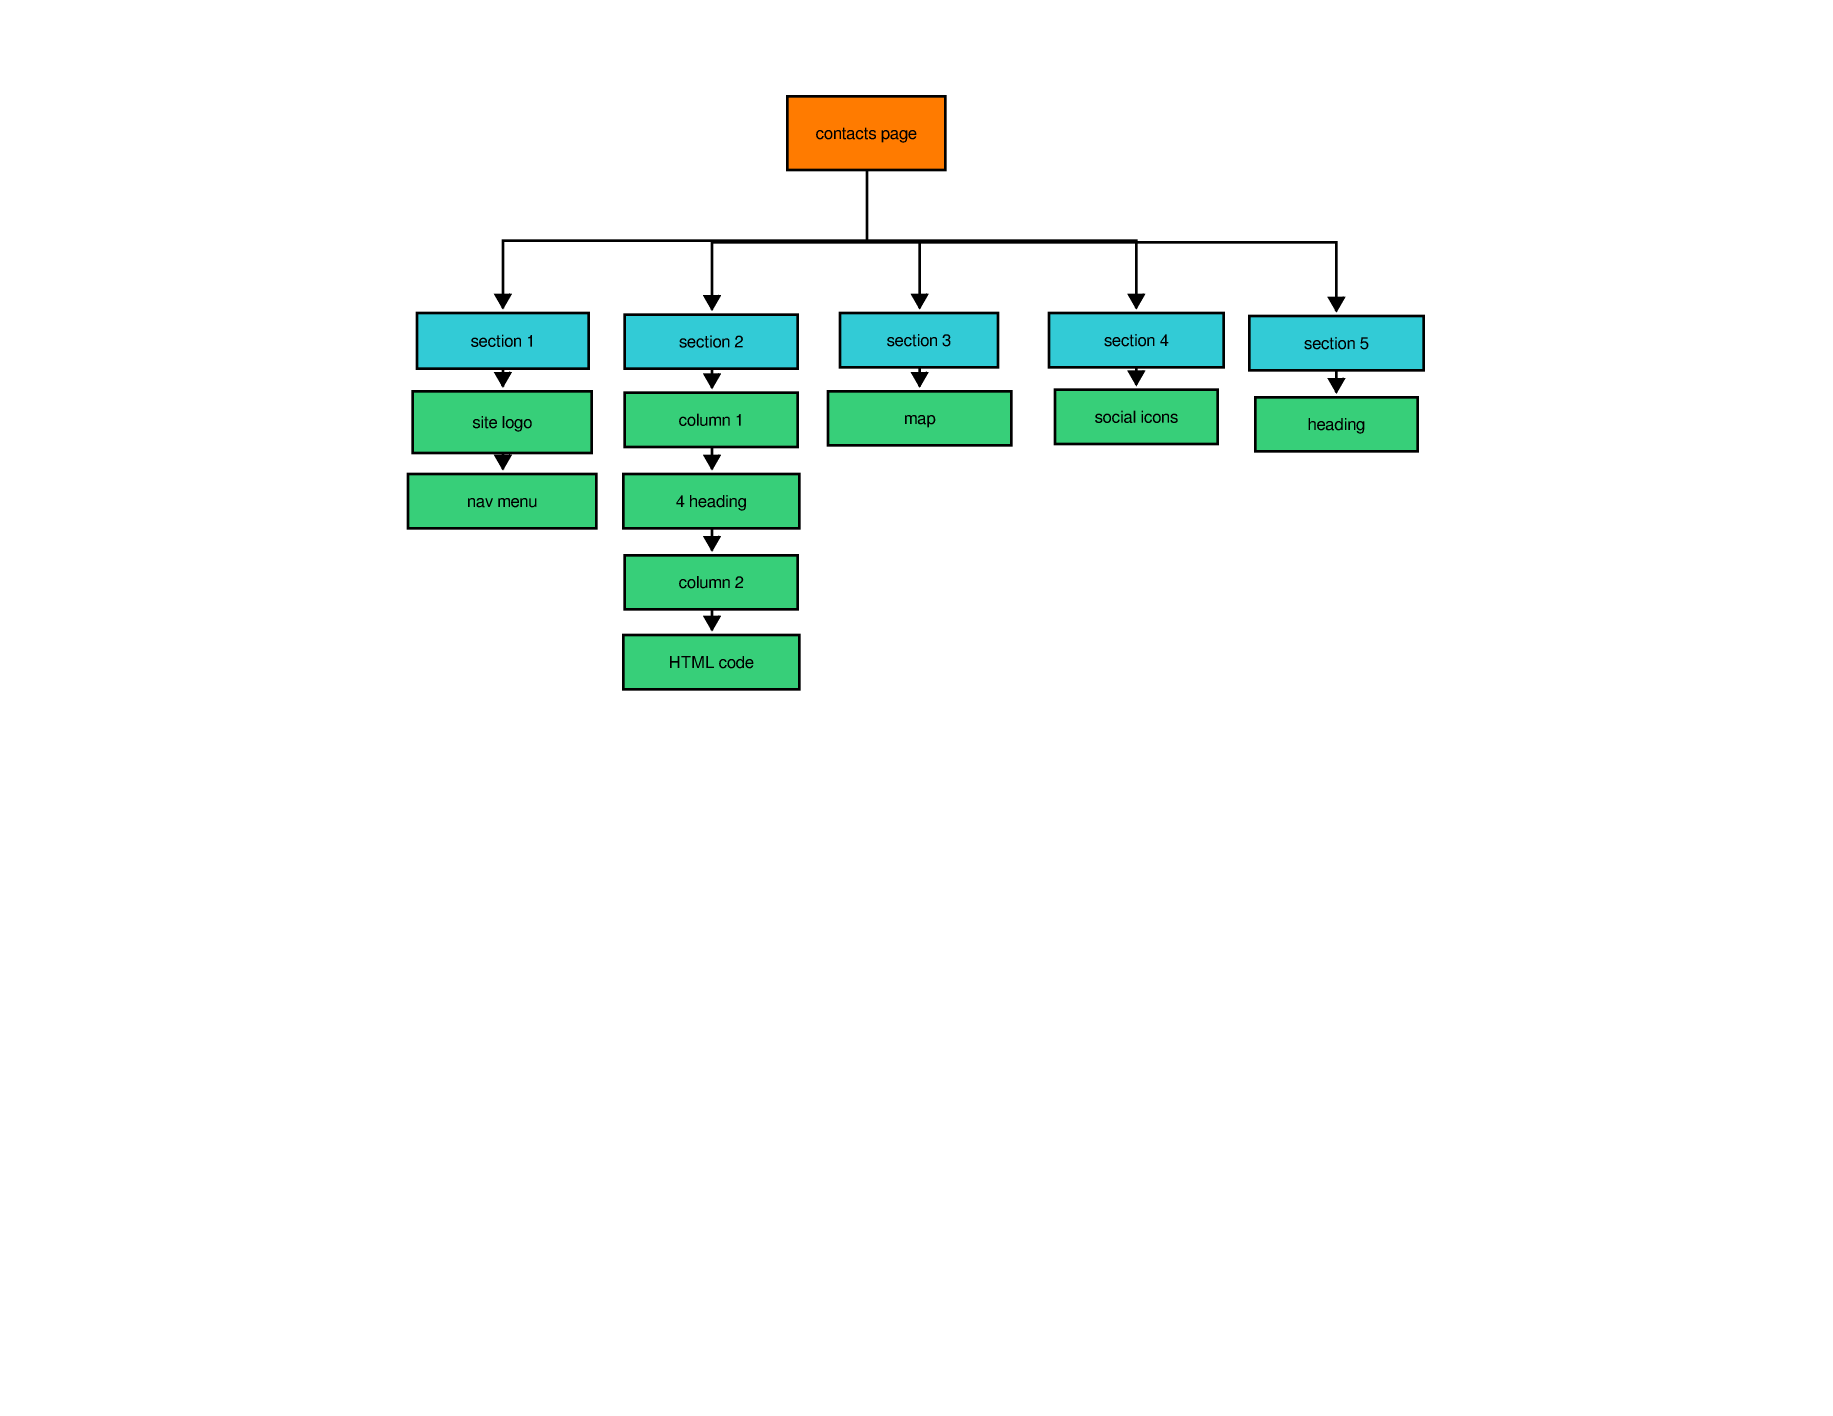 contacts page
section 1
section 2
section 3
section 4
section 5
site logo
column 1
map
social icons
heading
nav menu
4 heading
column 2
HTML code